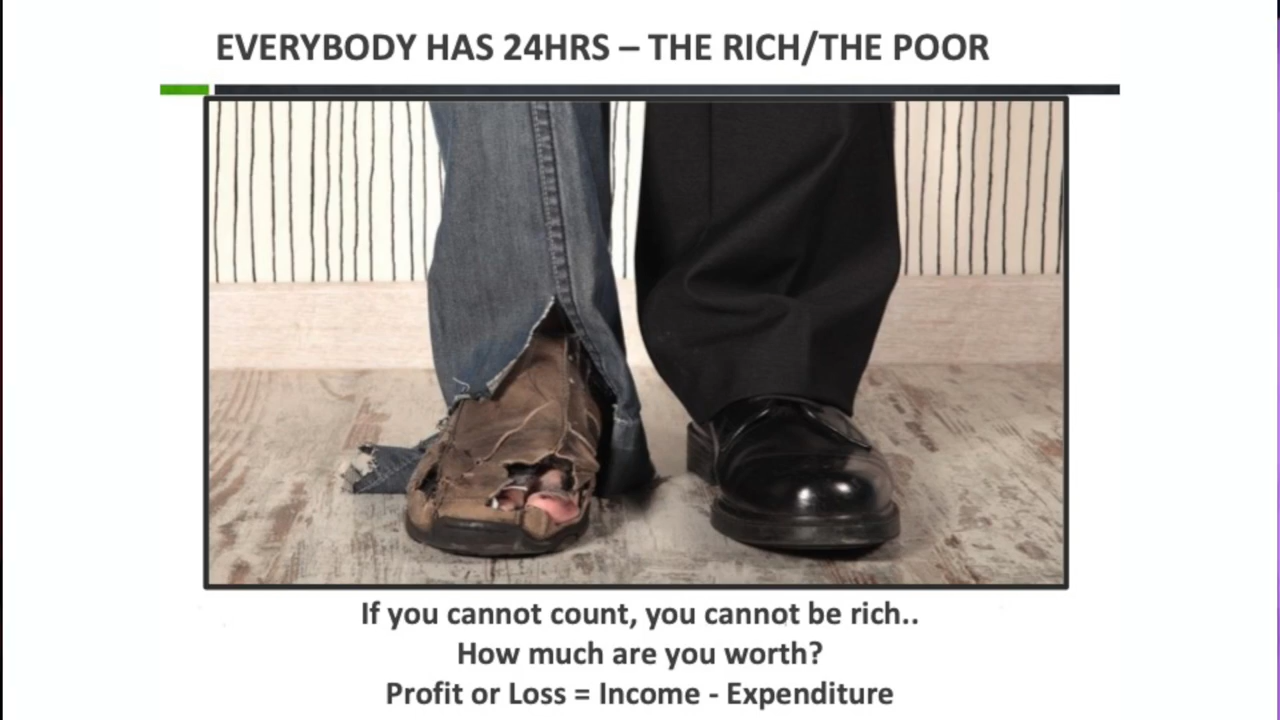 EVERYBODY HAS 24HRS – THE RICH/THE POOR
If you cannot count, you cannot be rich..
How much are you worth?
Profit or Loss = Income - Expenditure